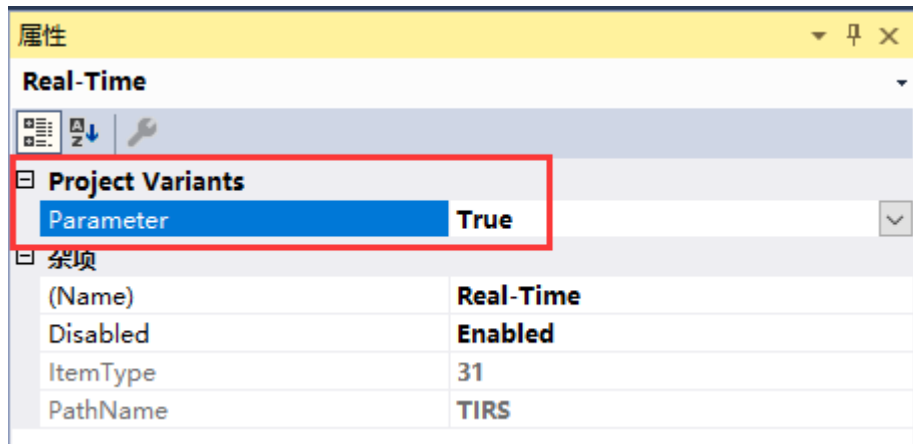 属性
Real-Time
Project Variants
Parameter True
杂项
(Name) Real-Time
Disabled Enabled
ItemType 31
PathName TIRS